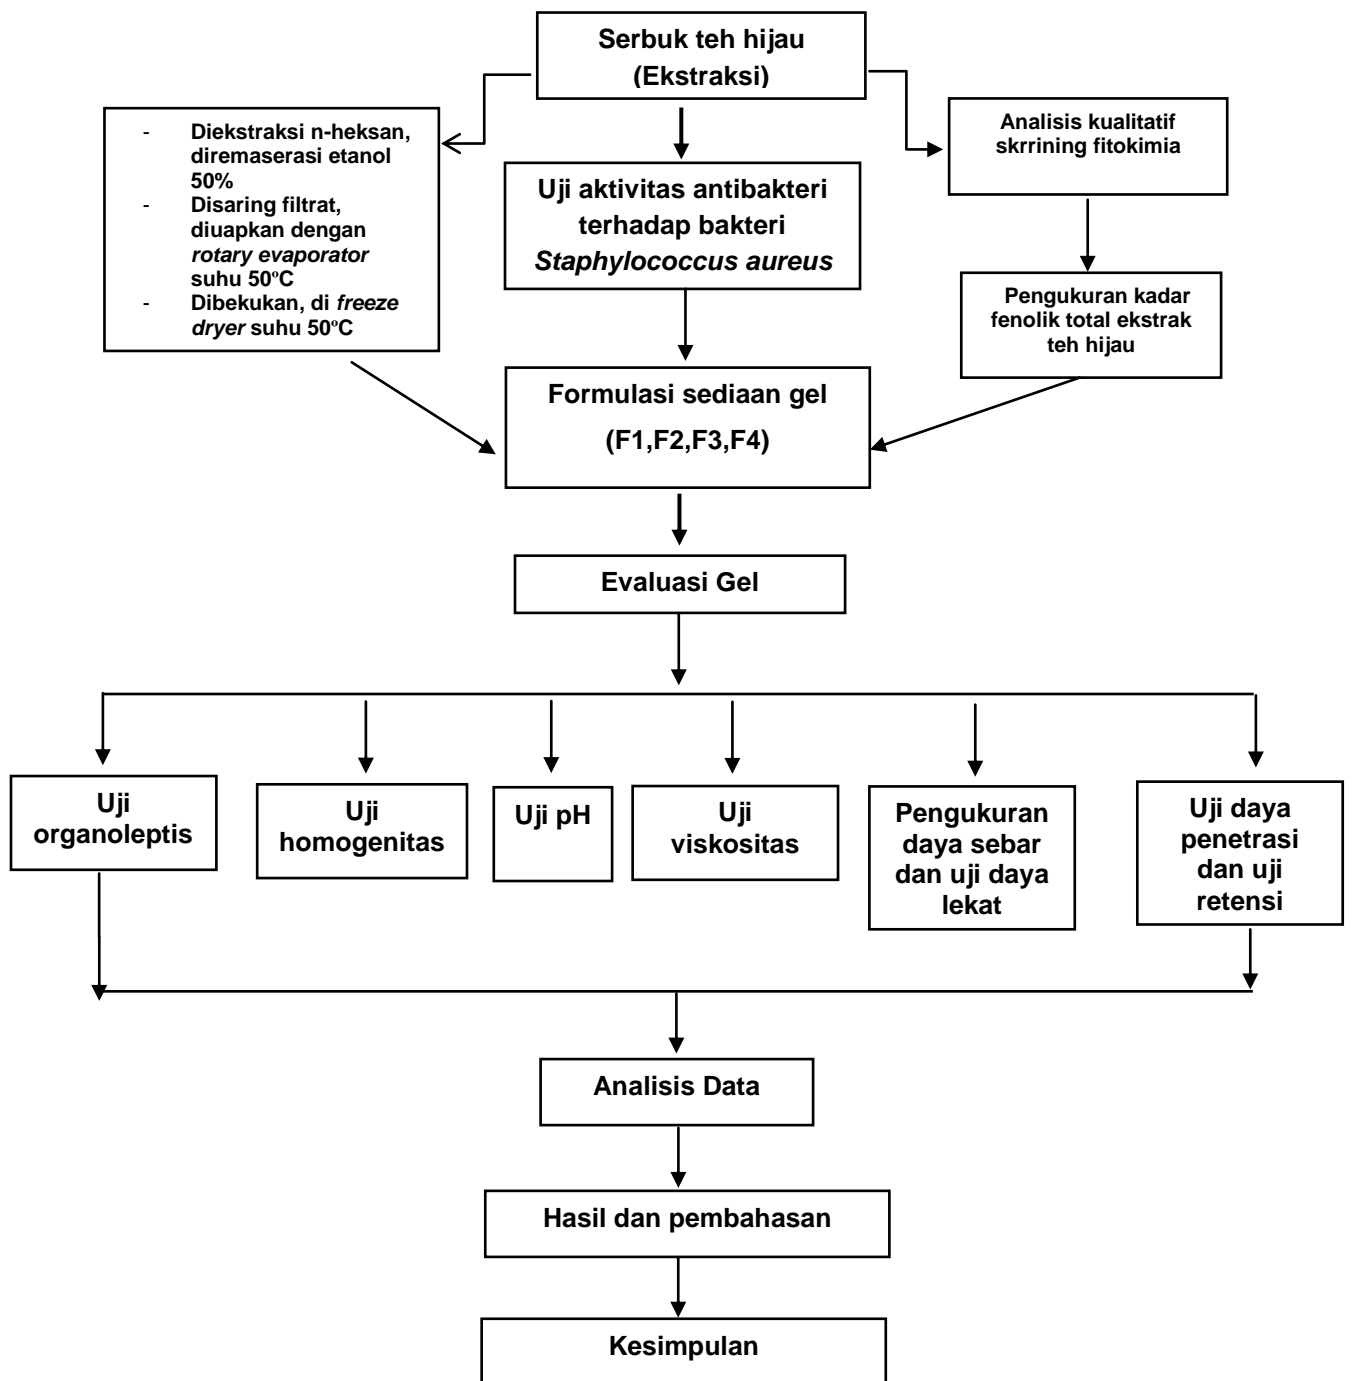 Serbuk teh hijau
(Ekstraksi)
- Diekstraksi n-heksan,
diremaserasi etanol
50%
- Disaring filtrat,
diuapkan dengan
rotary evaporator
suhu 50°C
- Dibekukan, di freeze
dryer suhu 50°C
Uji aktivitas antibakteri
terhadap bakteri
Staphylococcus aureus
Analisis kualitatif
skrrining fitokimia
Pengukuran kadar
fenolik total ekstrak
teh hijau
Formulasi sediaan gel
(F1,F2,F3,F4)
Evaluasi Gel
Uji
organoleptis
Uji
homogenitas
Uji pH
Uji
viskositas
Pengukuran
daya sebar
dan uji daya
lekat
Uji daya
penetrasi
dan uji
retensi
Analisis Data
Hasil dan pembahasan
Kesimpulan